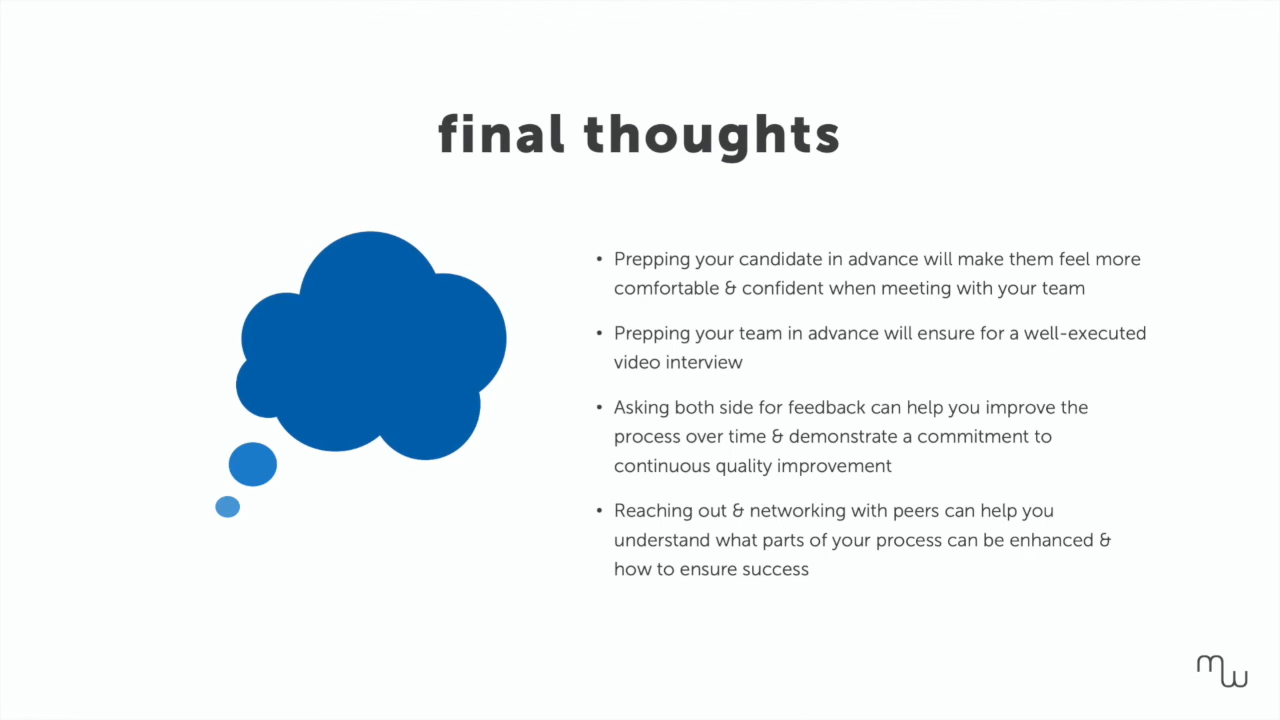 final thoughts
• Prepping your candidate in advance will make them feel more
comfortable & confident when meeting with your team
• Prepping your team in advance will ensure for a well-executed
video interview
• Asking both side for feedback can help you improve the
process over time & demonstrate a commitment to
continuous quality improvement
• Reaching out & networking with peers can help you
understand what parts of your process can be enhanced &
how to ensure success
mw